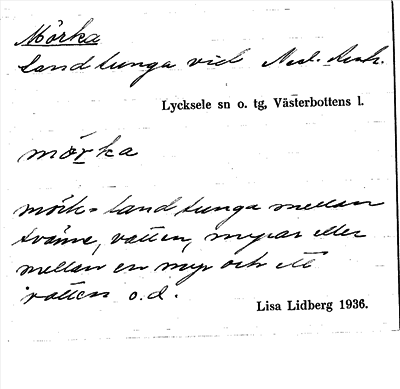 Mörka
landtunga vid Ned.
Lycksele sn o. tg, Västerbottens l.
mörka
mörk = landtunga mellan
tvänne, vatten, myrar eller
mellan en myr och ett
vatten o.d.
Lisa Lidberg 1936.